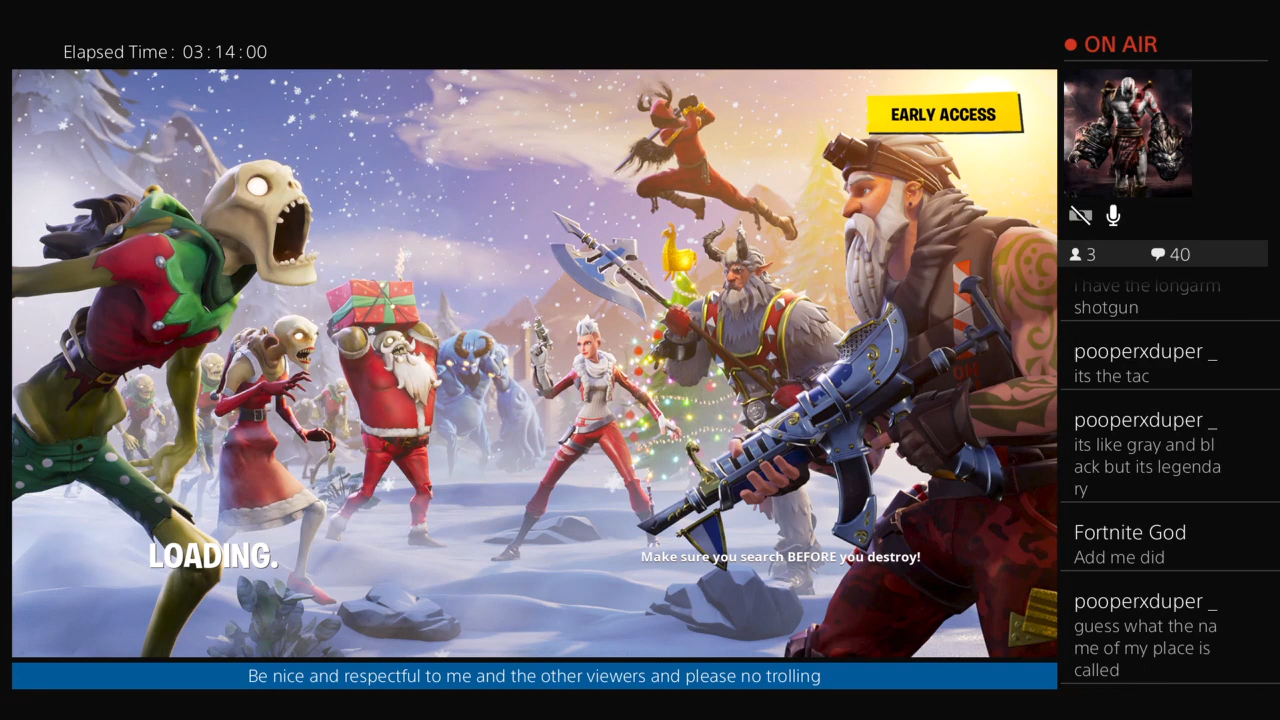 Elapsed Time: 03:14:00
EARLY ACCESS
LOADING.
Make sure you search BEFORE you destroy!
Be nice and respectful to me and the other viewers and please no trolling
ON AIR
3
40
i have the longarm
shotgun
pooperxduper _
its the tac
pooperxduper _
its like gray and bl
ack but its legenda
ry
Fortnite God
Add me did
pooperxduper _
guess what the na
me of my place is
called